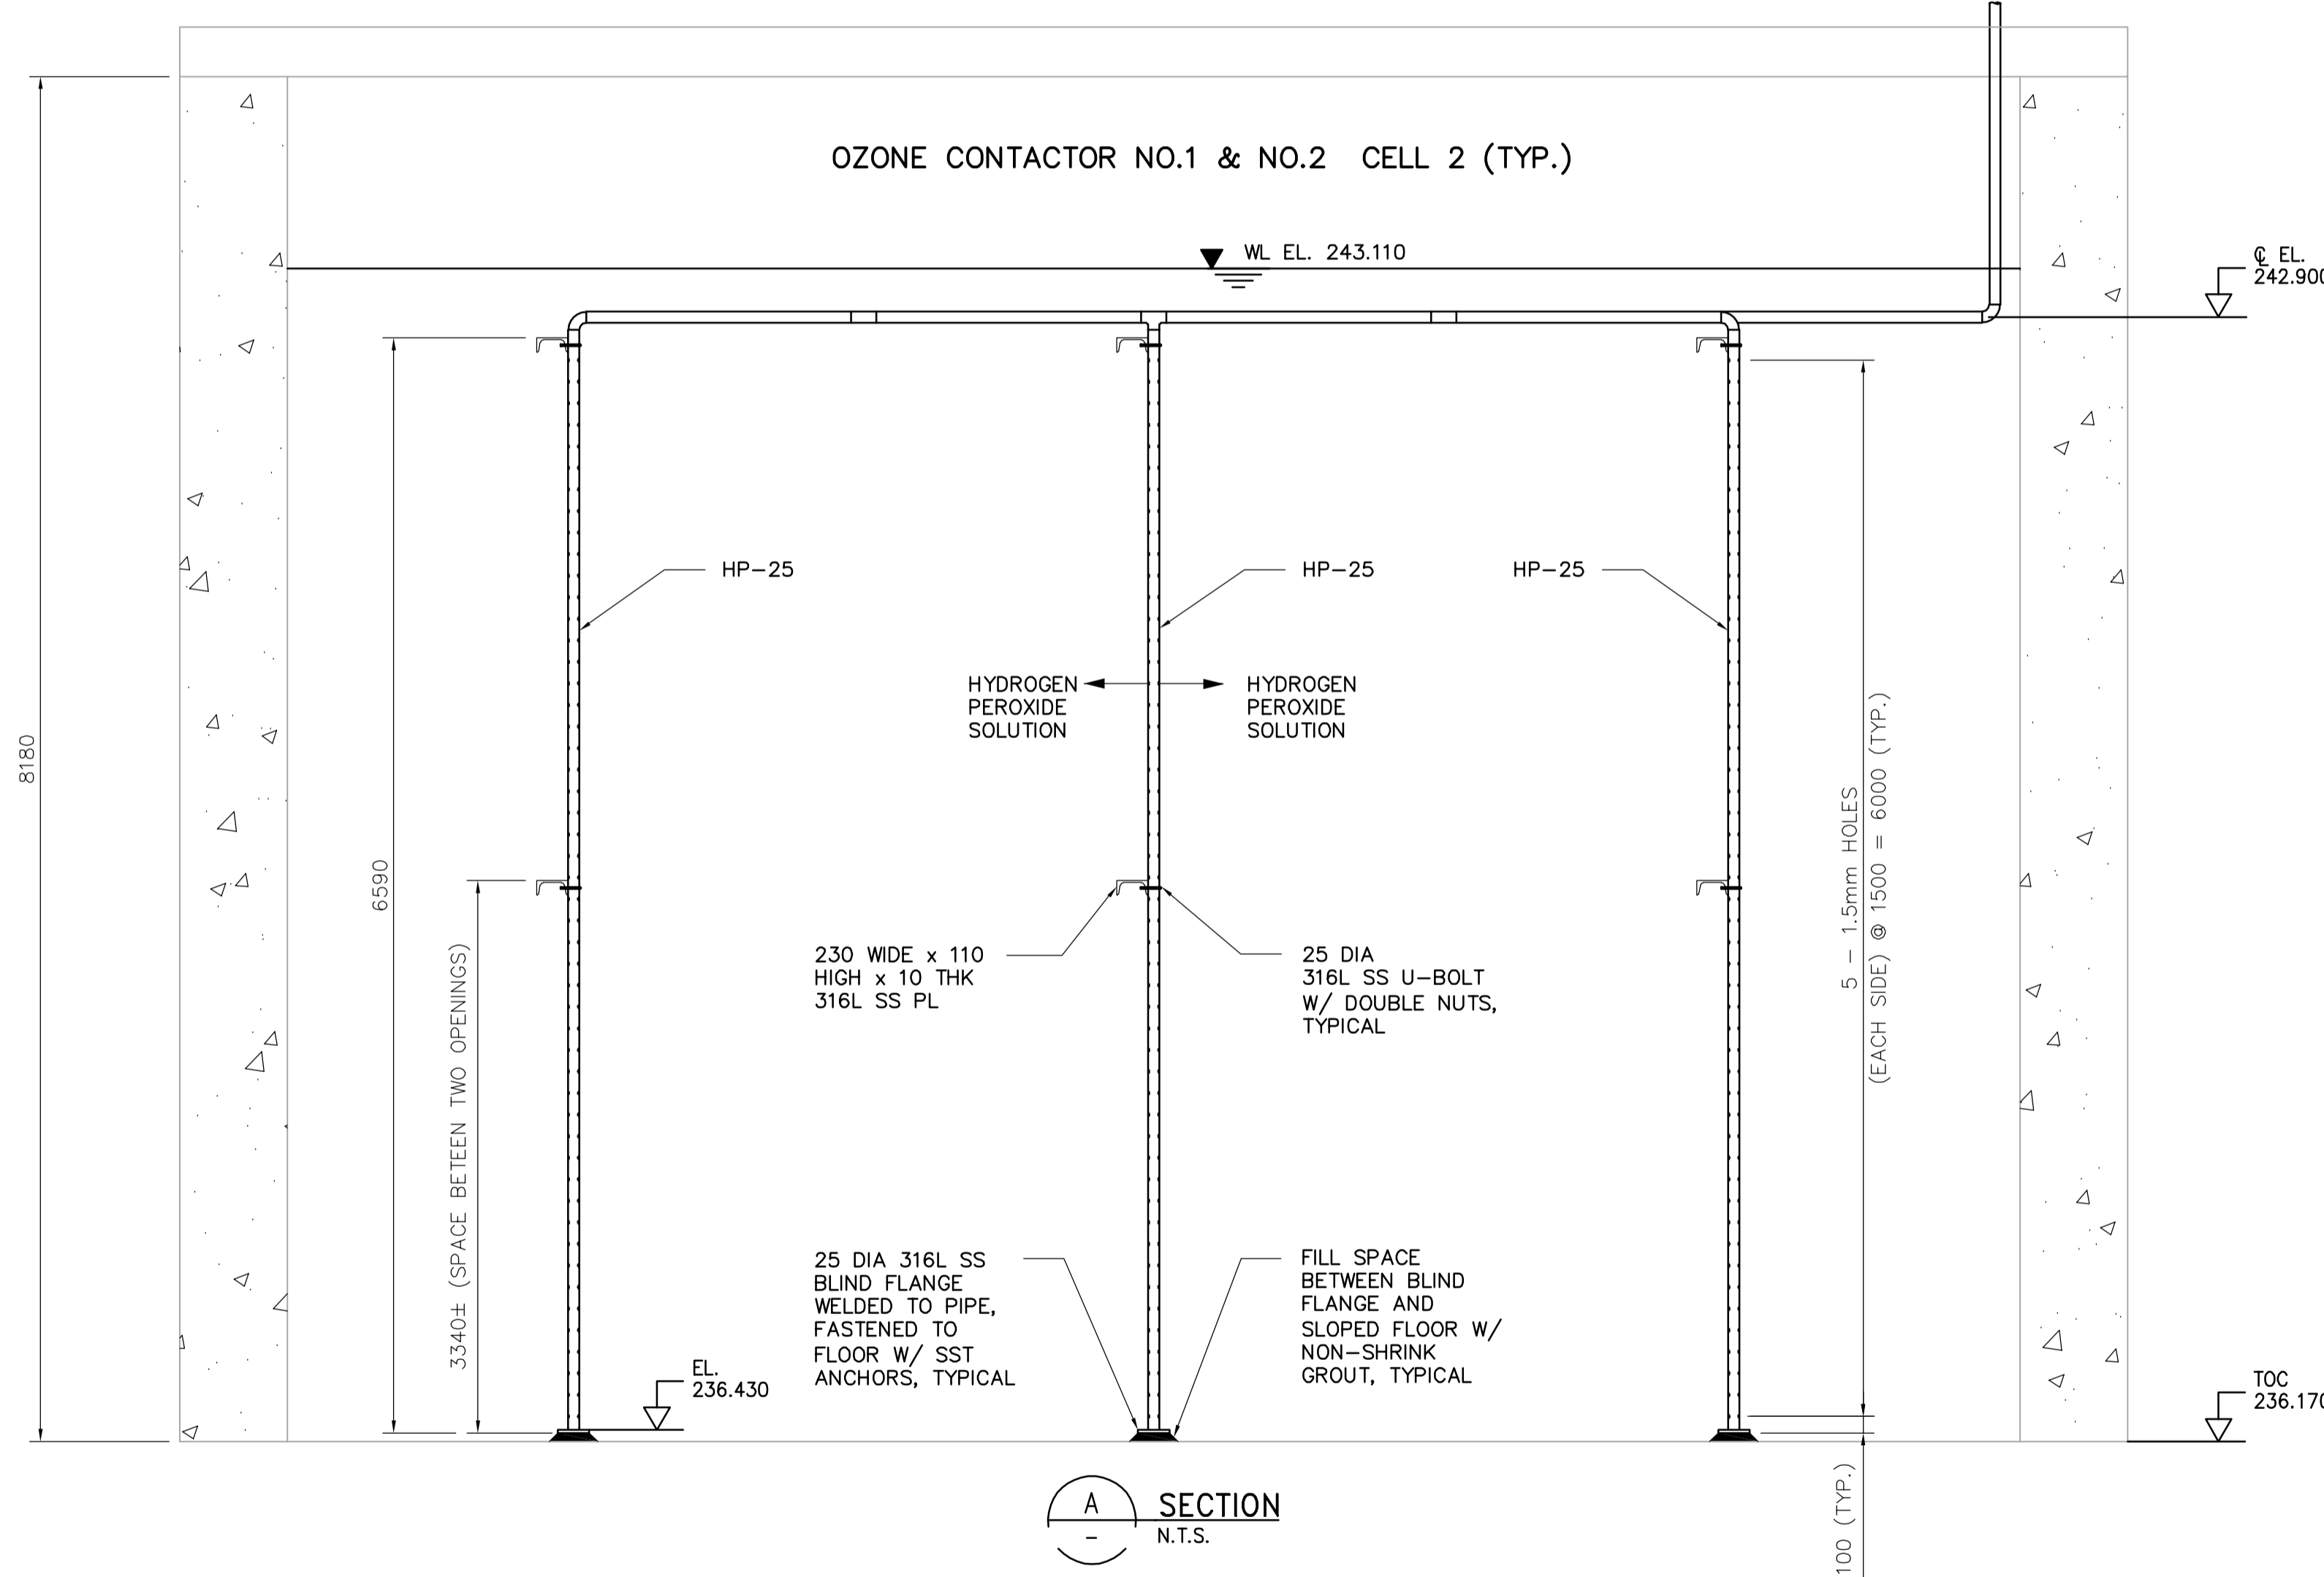 OZONE CONTACTOR NO.1 & NO.2 CELL 2 (TYP.)
WL EL. 243.110
℄ EL.
242.900
HP-25
HP-25
HP-25
HYDROGEN
PEROXIDE
SOLUTION
HYDROGEN
PEROXIDE
SOLUTION
8180
6590
3340± (SPACE BETEEN TWO OPENINGS)
5 - 1.5mm HOLES
(EACH SIDE) @ 1500 = 6000 (TYP.)
230 WIDE x 110
HIGH x 10 THK
316L SS PL
25 DIA
316L SS U-BOLT
W/ DOUBLE NUTS,
TYPICAL
25 DIA 316L SS
BLIND FLANGE
WELDED TO PIPE,
FASTENED TO
FLOOR W/ SST
ANCHORS, TYPICAL
FILL SPACE
BETWEEN BLIND
FLANGE AND
SLOPED FLOOR W/
NON-SHRINK
GROUT, TYPICAL
EL.
236.430
TOC
236.170
100 (TYP.)
A
-
SECTION
N.T.S.